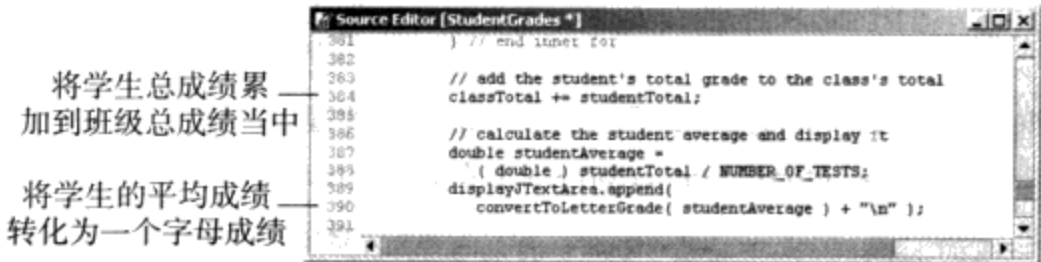 Source Editor [StudentGrades *]
381 } // end inner for
382
383 // add the student's total grade to the class's total
384 classTotal += studentTotal;
385
386 // calculate the student average and display it
387 double studentAverage =
388 ( double ) studentTotal / NUMBER_OF_TESTS;
389 displayJTextArea.append(
390 convertToLetterGrade( studentAverage ) + "\n" );
391
将学生总成绩累
加到班级总成绩当中
将学生的平均成绩
转化为一个字母成绩